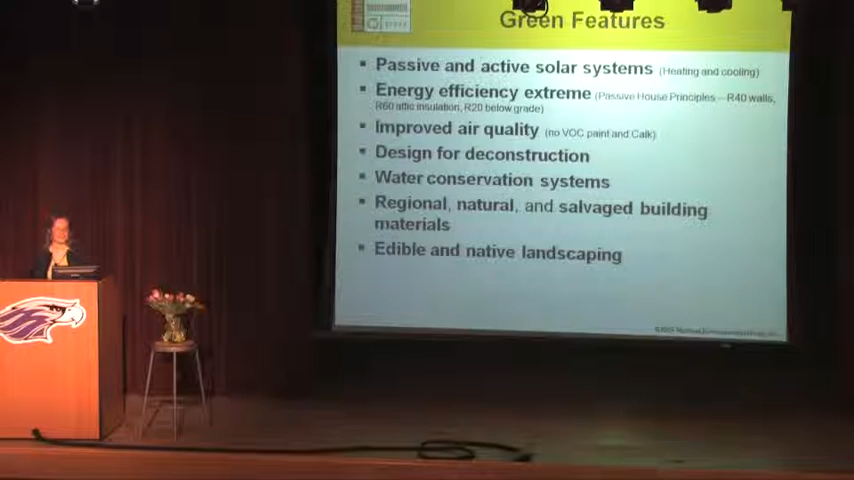 Green Features
▪ Passive and active solar systems (Heating and cooling)
▪ Energy efficiency extreme (Passive House Principles – R40 walls,
R60 attic insulation, R20 below grade)
▪ Improved air quality (no VOC paint and Calk)
▪ Design for deconstruction
▪ Water conservation systems
▪ Regional, natural, and salvaged building
materials
▪ Edible and native landscaping